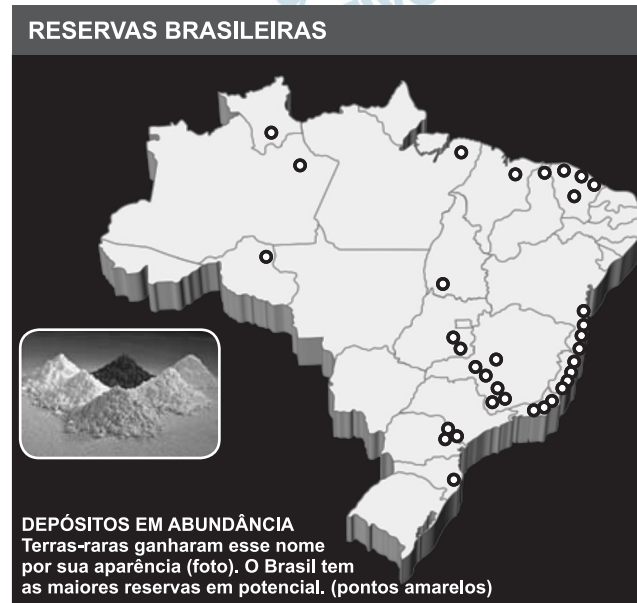 RESERVAS BRASILEIRAS
DEPÓSITOS EM ABUNDÂNCIA
Terras-raras ganharam esse nome
por sua aparência (foto). O Brasil tem
as maiores reservas em potencial. (pontos amarelos)